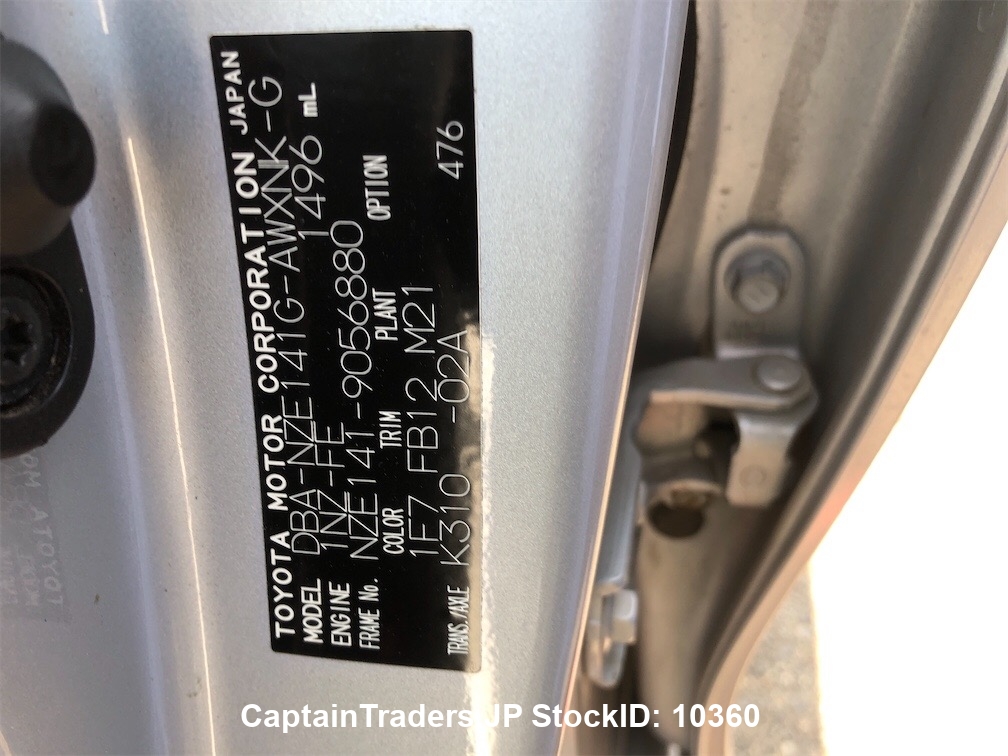 TOYOTA MOTOR CORPORATION JAPAN
MODEL DBA-NZE141G-AWXNK-G
ENGINE 1NZ-FE 1496 mL
FRAME No. NZE141-9056880
COLOR TRIM PLANT OPTION
1F7 FB12 M21 476
TRANS./AXLE K310 -02A
CaptainTraders JP StockID: 10360